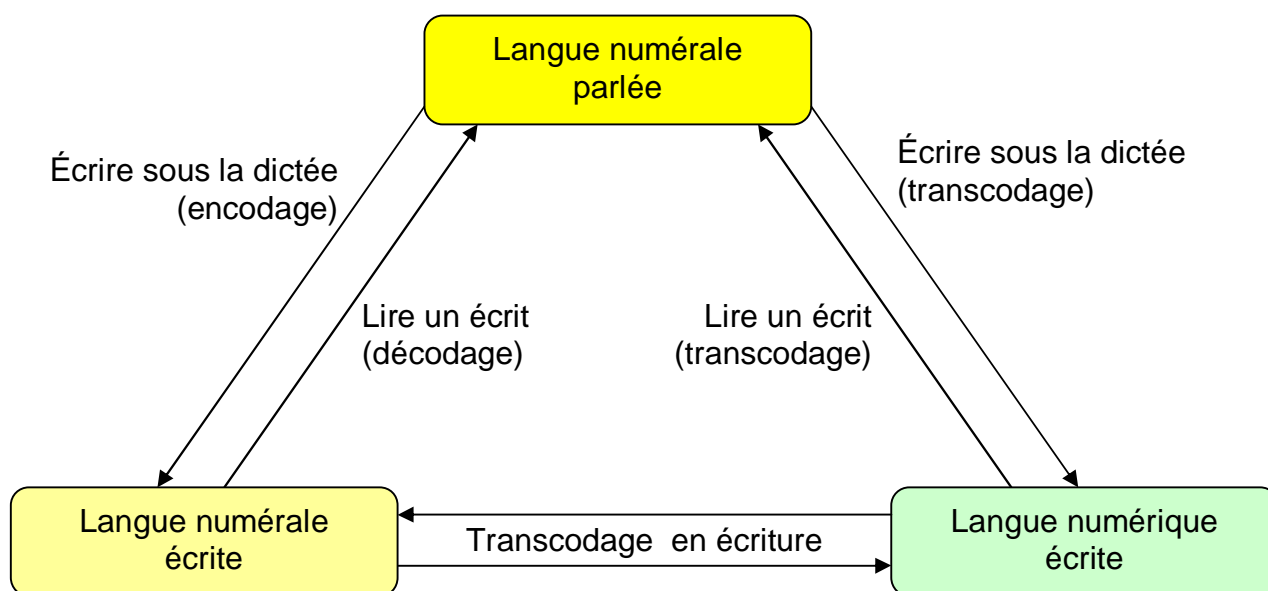 Langue numérale
parlée
Écrire sous la dictée
(encodage)
Écrire sous la dictée
(transcodage)
Lire un écrit
(décodage)
Lire un écrit
(transcodage)
Langue numérale
écrite
Transcodage en écriture
Langue numérique
écrite